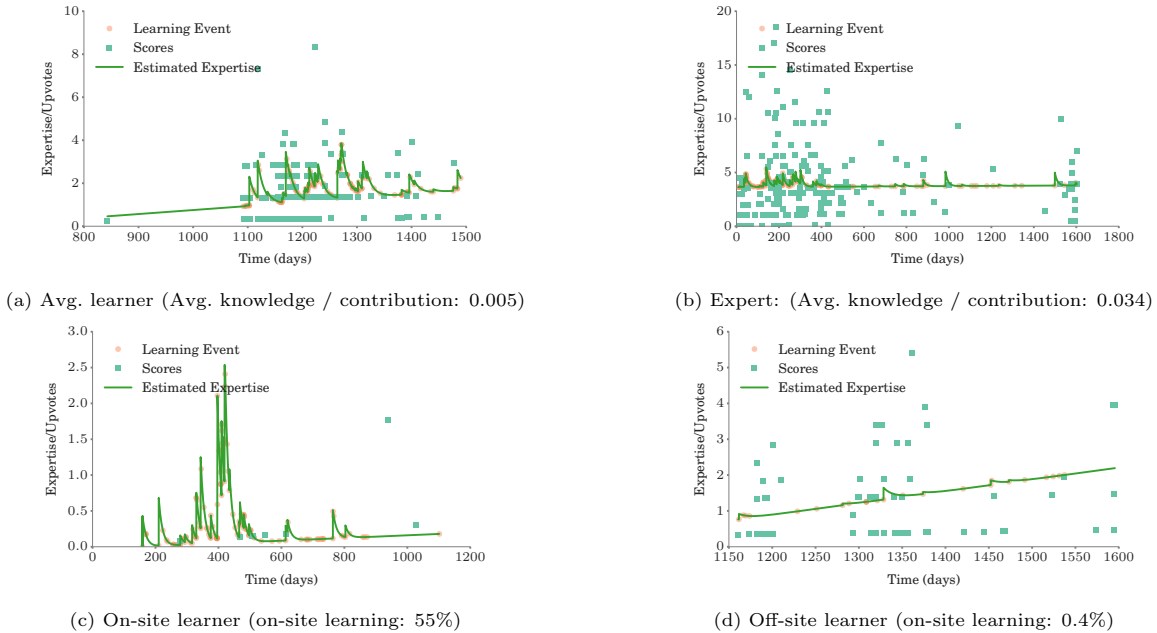 10
8
6
4
2
0
Expertise/Upvotes
Learning Event
Scores
Estimated Expertise
800 900 1000 1100 1200 1300 1400 1500
Time (days)
(a) Avg. learner (Avg. knowledge / contribution: 0.005)
20
15
10
5
0
Expertise/Upvotes
Learning Event
Scores
Estimated Expertise
0 200 400 600 800 1000 1200 1400 1600 1800
Time (days)
(b) Expert: (Avg. knowledge / contribution: 0.034)
3.0
2.5
2.0
1.5
1.0
0.5
0.0
Expertise/Upvotes
Learning Event
Scores
Estimated Expertise
0 200 400 600 800 1000 1200
Time (days)
(c) On-site learner (on-site learning: 55%)
6
5
4
3
2
1
0
Expertise/Upvotes
Learning Event
Scores
Estimated Expertise
1150 1200 1250 1300 1350 1400 1450 1500 1550 1600
Time (days)
(d) Off-site learner (on-site learning: 0.4%)